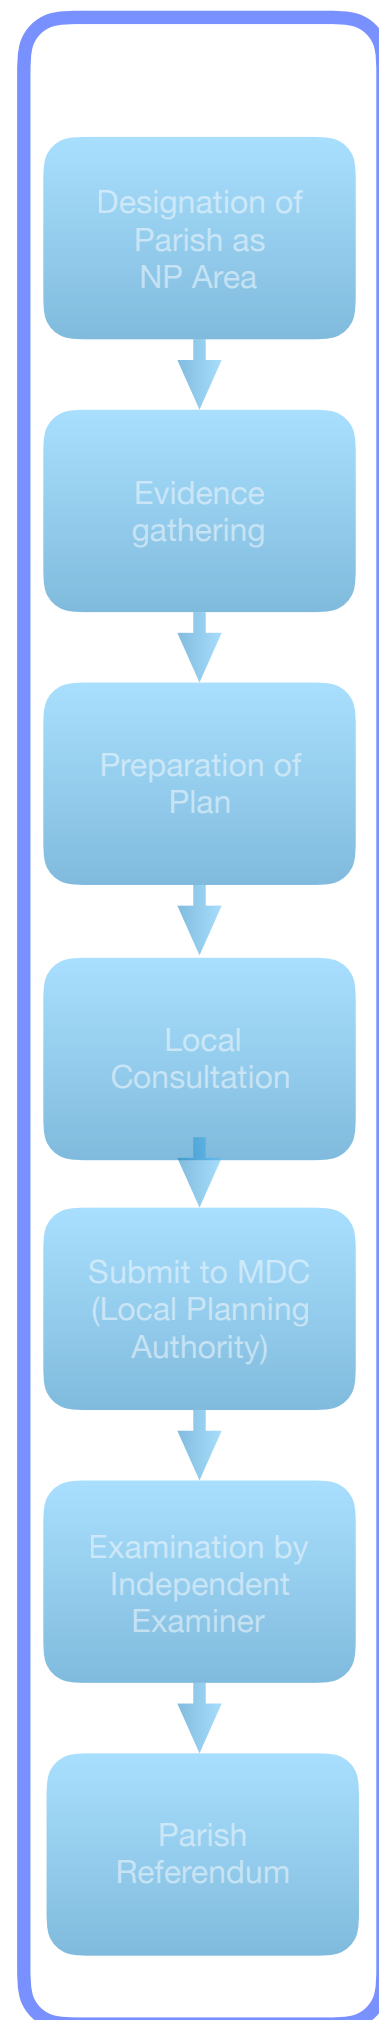 Designation of
Parish as
NP Area
Evidence
gathering
Preparation of
Plan
Local
Consultation
Submit to MDC
(Local Planning
Authority)
Examination by
Independent
Examiner
Parish
Referendum